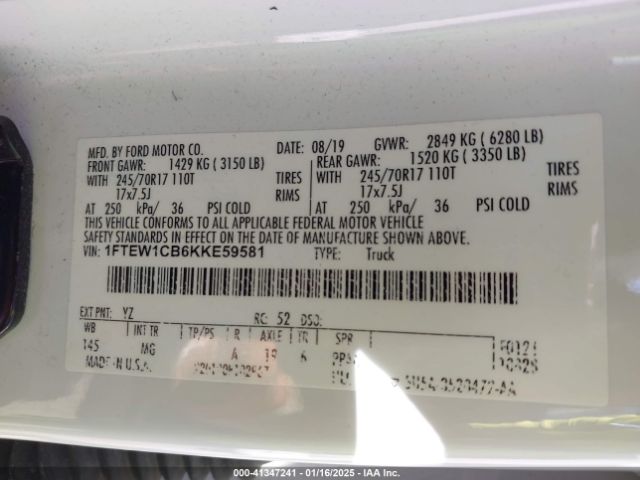 MFD. BY FORD MOTOR CO. DATE: 08/19 GVWR: 2849 KG ( 6280 LB)
FRONT GAWR: 1429 KG ( 3150 LB) REAR GAWR: 1520 KG ( 3350 LB)
WITH 245/70R17 110T TIRES WITH 245/70R17 110T TIRES
17x7.5J RIMS 17x7.5J RIMS
AT 250 kPa/ 36 PSI COLD AT 250 kPa/ 36 PSI COLD
THIS VEHICLE CONFORMS TO ALL APPLICABLE FEDERAL MOTOR VEHICLE
SAFETY STANDARDS IN EFFECT ON THE DATE OF MANUFACTURE SHOWN ABOVE.
VIN: 1FTEW1CB6KKE59581 TYPE: Truck
EXT PNT: YZ RC: 52 DSO:
WB INT TR TP/PS R AXLE TR SPR
145 MG A 19 6
MADE IN U.S.A.
000-41347241 - 01/16/2025 - IAA Inc.